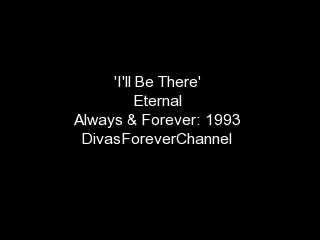 'I'll Be There'
Eternal
Always & Forever: 1993
DivasForeverChannel